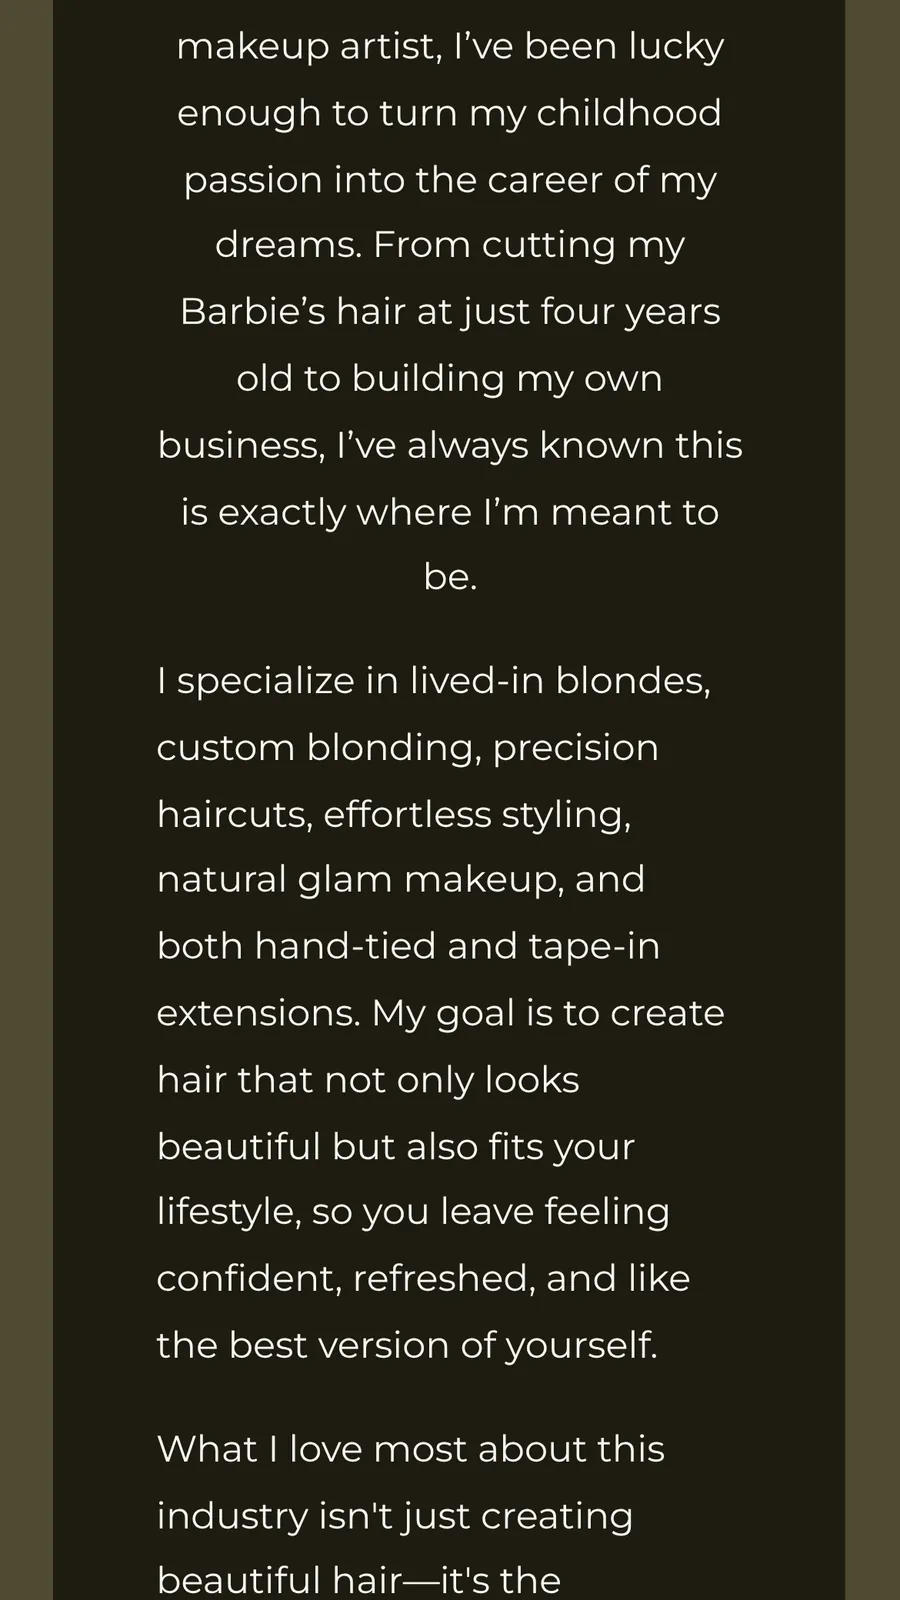 makeup artist, I’ve been lucky
enough to turn my childhood
passion into the career of my
dreams. From cutting my
Barbie’s hair at just four years
old to building my own
business, I’ve always known this
is exactly where I’m meant to
be.
I specialize in lived-in blondes,
custom blonding, precision
haircuts, effortless styling,
natural glam makeup, and
both hand-tied and tape-in
extensions. My goal is to create
hair that not only looks
beautiful but also fits your
lifestyle, so you leave feeling
confident, refreshed, and like
the best version of yourself.
What I love most about this
industry isn't just creating
beautiful hair—it's the